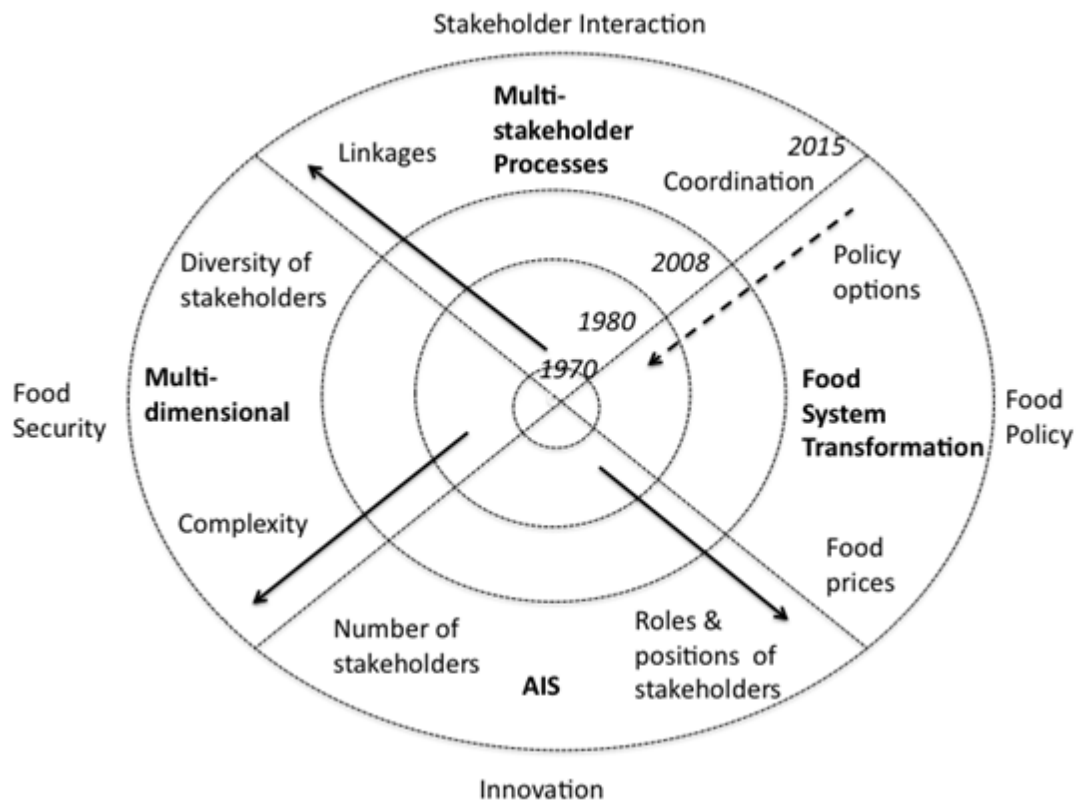 Stakeholder Interaction
Multi-
stakeholder
Processes
Linkages
2015
Coordination
Diversity of
stakeholders
2008
Policy
options
1980
1970
Multi-
dimensional
Food
Security
Food
System
Transformation
Food
Policy
Complexity
Food
prices
Number of
stakeholders
Roles &
positions of
stakeholders
AIS
Innovation